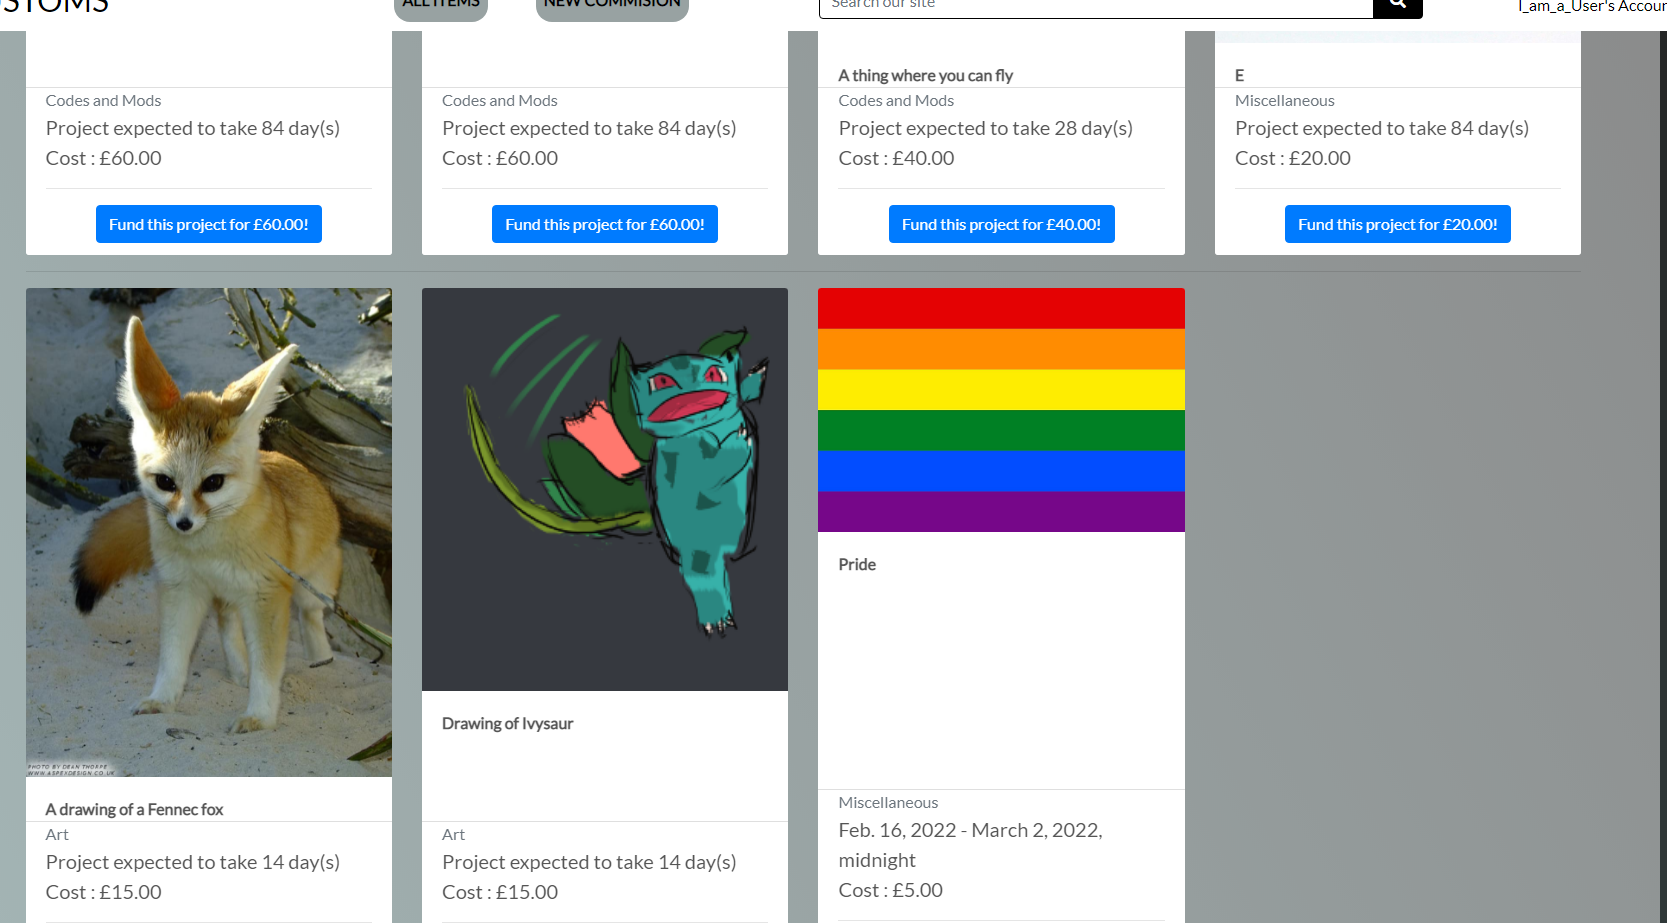 ALL ITEMS
NEW COMMISION
Search our site
I_am_a_User's Accour
A thing where you can fly
E
Codes and Mods
Codes and Mods
Codes and Mods
Miscellaneous
Project expected to take 84 day(s)
Project expected to take 84 day(s)
Project expected to take 28 day(s)
Project expected to take 84 day(s)
Cost : £60.00
Cost : £60.00
Cost : £40.00
Cost : £20.00
Fund this project for £60.00!
Fund this project for £60.00!
Fund this project for £40.00!
Fund this project for £20.00!
PHOTO BY DEAN THORPE
WWW.ASPEXDESIGN.CO.UK
A drawing of a Fennec fox
Art
Project expected to take 14 day(s)
Cost : £15.00
Drawing of Ivysaur
Art
Project expected to take 14 day(s)
Cost : £15.00
Pride
Miscellaneous
Feb. 16, 2022 - March 2, 2022,
midnight
Cost : £5.00